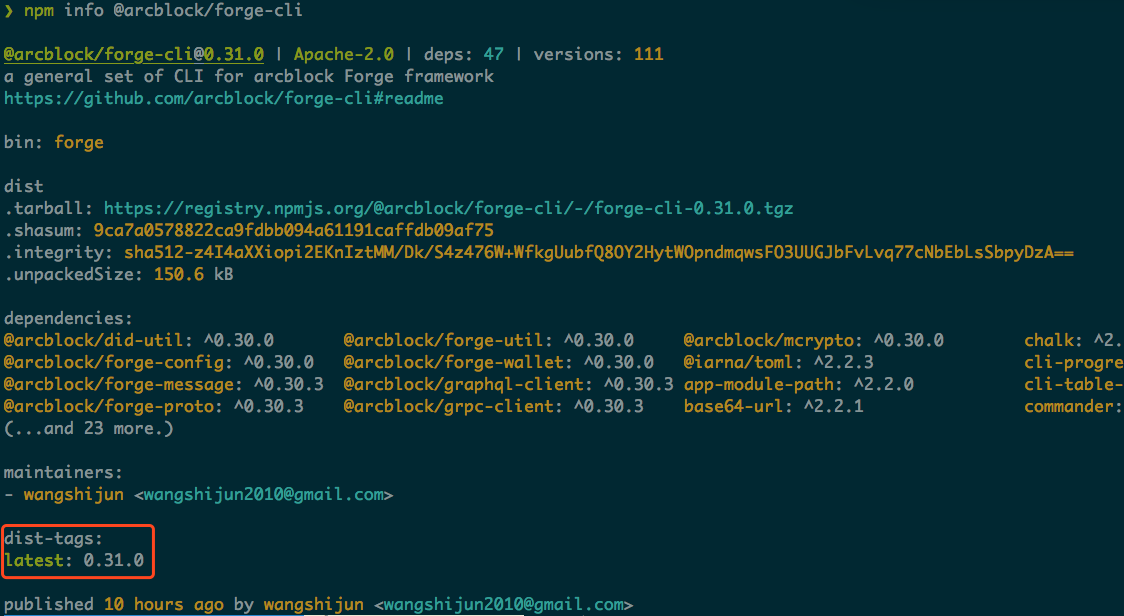 ❯ npm info @arcblock/forge-cli
@arcblock/forge-cli@0.31.0 | Apache-2.0 | deps: 47 | versions: 111
a general set of CLI for arcblock Forge framework
https://github.com/arcblock/forge-cli#readme
bin: forge
dist
.tarball: https://registry.npmjs.org/@arcblock/forge-cli/-/forge-cli-0.31.0.tgz
.shasum: 9ca7a0578822ca9fdbb094a61191caffdb09af75
.integrity: sha512-z4I4aXXiopi2EKnIztMM/Dk/S4z476W+WfkgUubfQ8OY2HytWOpndmqwsFO3UUGJbFvLvq77cNbEbLsSbpyDzA==
.unpackedSize: 150.6 kB
dependencies:
@arcblock/did-util: ^0.30.0 @arcblock/forge-util: ^0.30.0 @arcblock/mcrypto: ^0.30.0 chalk: ^2.
@arcblock/forge-config: ^0.30.0 @arcblock/forge-wallet: ^0.30.0 @iarna/toml: ^2.2.3 cli-progre
@arcblock/forge-message: ^0.30.3 @arcblock/graphql-client: ^0.30.3 app-module-path: ^2.2.0 cli-table-
@arcblock/forge-proto: ^0.30.3 @arcblock/grpc-client: ^0.30.3 base64-url: ^2.2.1 commander:
(...and 23 more.)
maintainers:
- wangshijun <wangshijun2010@gmail.com>
dist-tags:
latest: 0.31.0
published 10 hours ago by wangshijun <wangshijun2010@gmail.com>